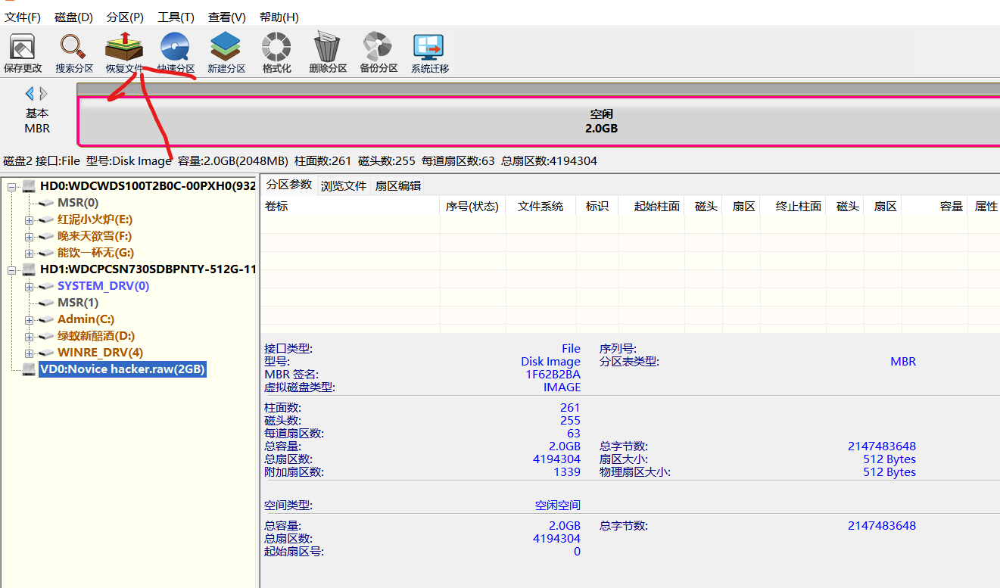 文件(F) 磁盘(D) 分区(P) 工具(T) 查看(V) 帮助(H)
保存更改 搜索分区 恢复文件 快速分区 新建分区 格式化 删除分区 备份分区 系统迁移
基本
MBR
空闲
2.0GB
磁盘2 接口:File 型号:Disk Image 容量:2.0GB(2048MB) 柱面数:261 磁头数:255 每道扇区数:63 总扇区数:4194304
HD0:WDCWDS100T2B0C-00PXH0(932
MSR(0)
红泥小火炉(E:)
晚来天欲雪(F:)
能饮一杯无(G:)
HD1:WDCPCSN730SDBPNTY-512G-11
SYSTEM_DRV(0)
MSR(1)
Admin(C:)
绿蚁新醅酒(D:)
WINRE_DRV(4)
VD0:Novice hacker.raw(2GB)
分区参数 浏览文件 扇区编辑
卷标 序号(状态) 文件系统 标识 起始柱面 磁头 扇区 终止柱面 磁头 扇区 容量 属性
接口类型: File 序列号:
型号: Disk Image 分区表类型: MBR
MBR 签名: 1F62B2BA
虚拟磁盘类型: IMAGE
柱面数: 261
磁头数: 255
每道扇区数: 63
总容量: 2.0GB 总字节数: 2147483648
总扇区数: 4194304 扇区大小: 512 Bytes
附加扇区数: 1339 物理扇区大小: 512 Bytes
空间类型: 空闲空间
总容量: 2.0GB 总字节数: 2147483648
总扇区数: 4194304
起始扇区号: 0